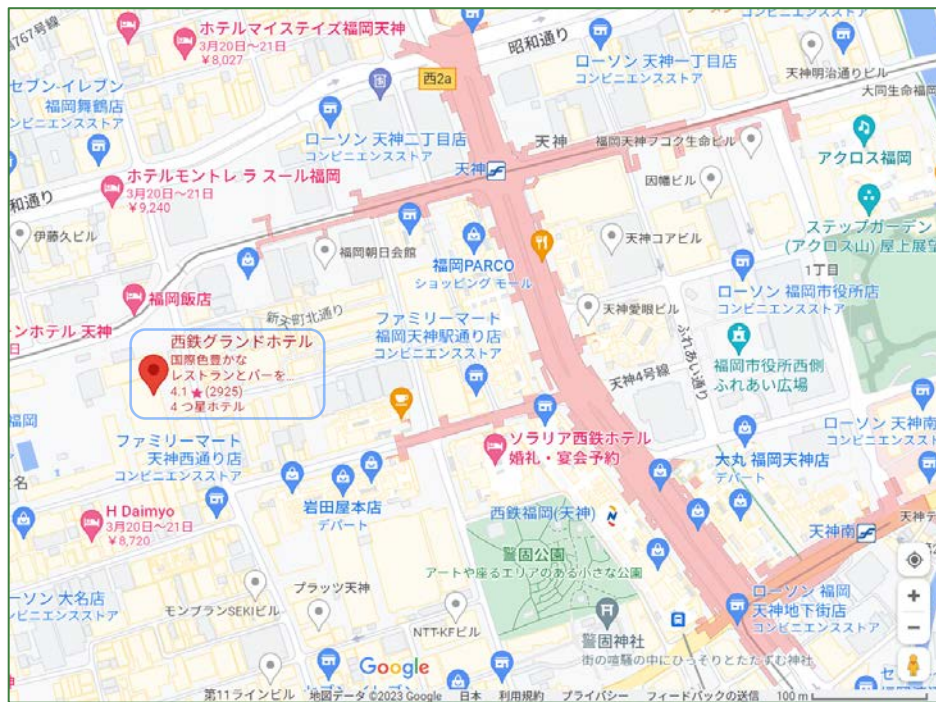 767号線
ホテルマイステイズ福岡天神
3月20日～21日
￥8,027
昭和通り
ローソン 天神一丁目店
コンビニエンスストア
天神明治通りビル
大同生命福岡
セブン-イレブン
福岡舞鶴店
コンビニエンスストア
西2a
ローソン 天神二丁目店
コンビニエンスストア
天神
天神
福岡天神フコク生命ビル
アクロス福岡
ホテルモントレ ラ スール福岡
3月20日～21日
￥9,240
和通り
因幡ビル
伊藤久ビル
福岡朝日会館
福岡PARCO
ショッピング モール
天神コアビル
ステップガーデン
(アクロス山) 屋上展望
1丁目
ローソン 福岡市役所店
コンビニエンスストア
福岡飯店
新天町北通り
ファミリーマート
福岡天神駅通り店
コンビニエンスストア
天神愛眼ビル
ふれあい通り
ンホテル 天神
日
西鉄グランドホテル
国際色豊かな
レストランとバーを...
4.1 ★ (2925)
4 つ星ホテル
福岡市役所西側
ふれあい広場
天神4号線
福岡
ファミリーマート
天神西通り店
コンビニエンスストア
ソラリア西鉄ホテル
婚礼・宴会予約
ローソン 天神南
コンビニエンスス
大丸 福岡天神店
デパート
名
岩田屋本店
デパート
H Daimyo
3月20日～21日
￥8,720
西鉄福岡(天神)
天神南
天神テ
警固公園
アートや座るエリアのある小さな公園
ーソン 大名店
ンビニエンスストア
モンブランSEKIビル
プラッツ天神
NTT-KFビル
ローソン 福岡
天神地下街店
コンビニエンスストア
警固神社
街の喧騒の中にひっそりとたたずむ神社
第11ラインビル
Google
地図データ ©2023 Google
日本
利用規約
プライバシー
フィードバックの送信
100 m